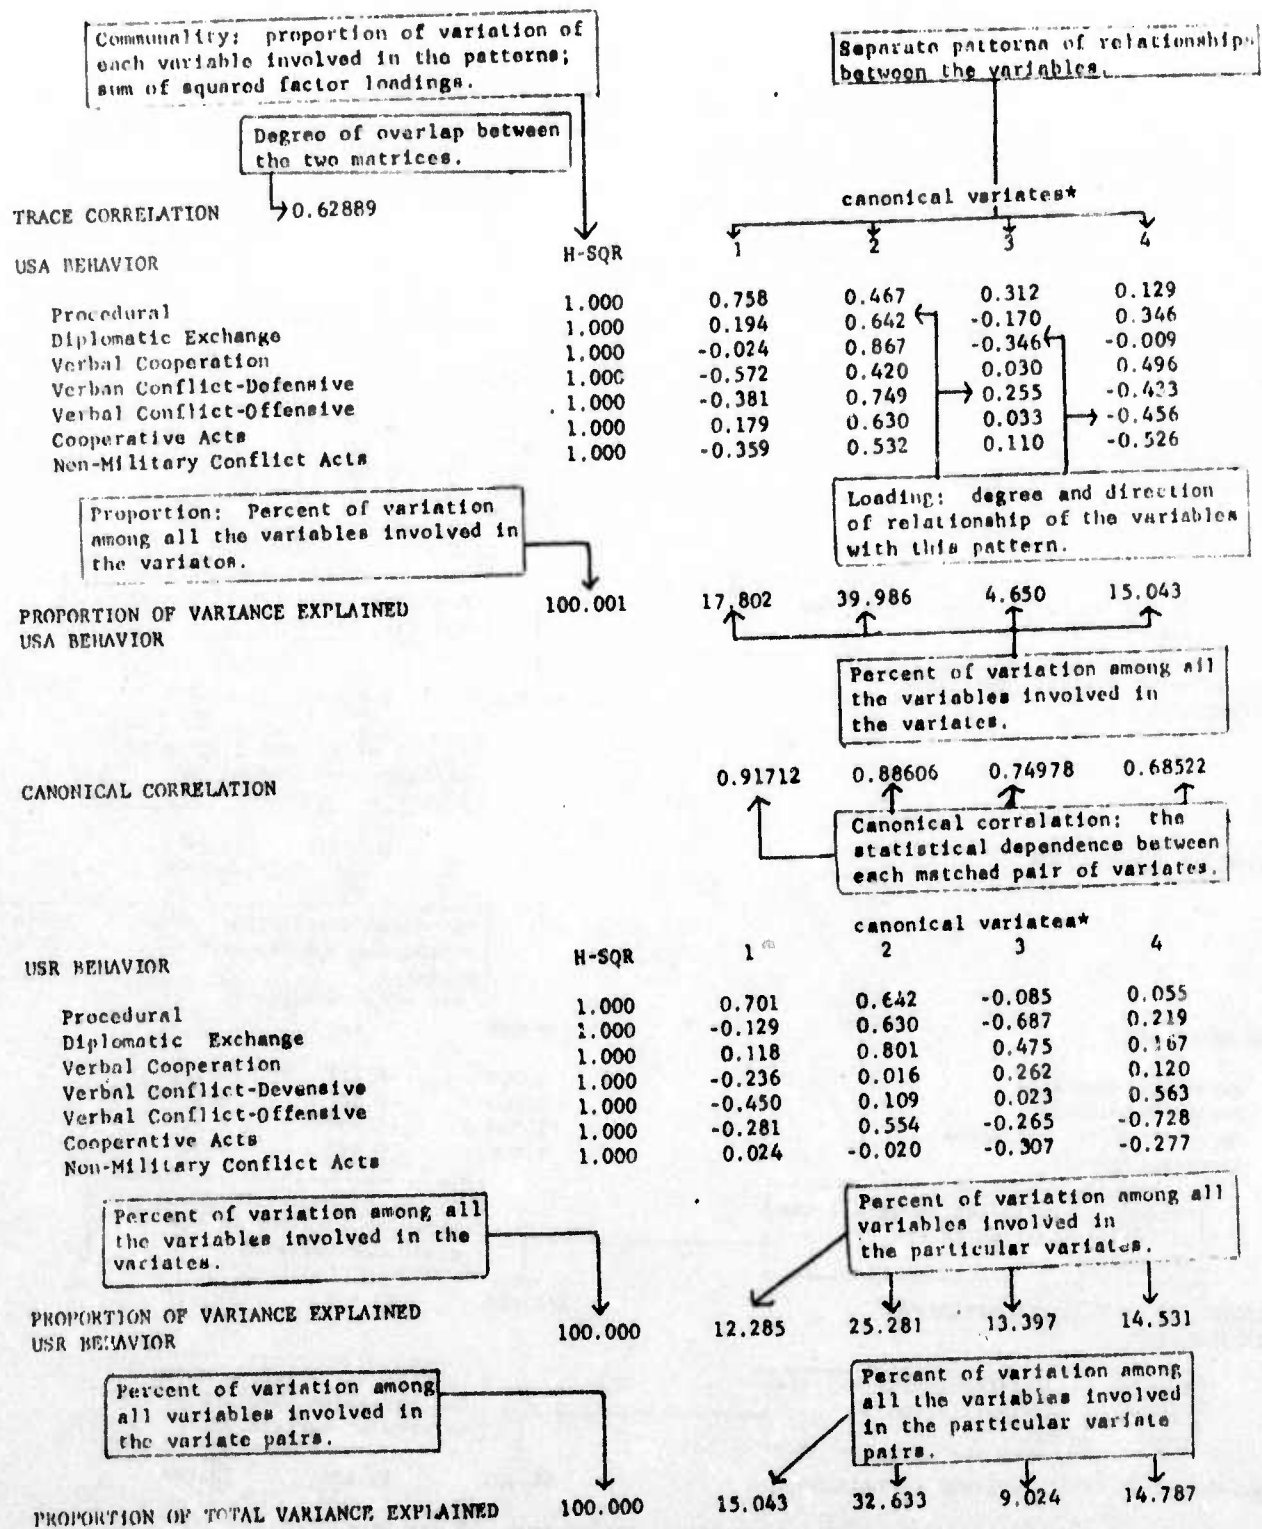 Communality: proportion of variation of
each variable involved in the patterns;
sum of squared factor loadings.
Separate patterns of relationships
between the variables.
Degree of overlap between
the two matrices.
TRACE CORRELATION 0.62889
canonical variates*
USA BEHAVIOR H-SQR 1 2 3 4
Procedural 1.000 0.758 0.467 0.312 0.129
Diplomatic Exchange 1.000 0.194 0.642 -0.170 0.346
Verbal Cooperation 1.000 -0.024 0.867 -0.346 -0.009
Verban Conflict-Defensive 1.000 -0.572 0.420 0.030 0.496
Verbal Conflict-Offensive 1.000 -0.381 0.749 0.255 -0.433
Cooperative Acts 1.000 0.179 0.630 0.033 -0.456
Non-Military Conflict Acts 1.000 -0.359 0.532 0.110 -0.526
Proportion: Percent of variation
among all the variables involved in
the variates.
Loading: degree and direction
of relationship of the variables
with this pattern.
PROPORTION OF VARIANCE EXPLAINED 100.001 17.802 39.986 4.650 15.043
USA BEHAVIOR
Percent of variation among all
the variables involved in
the variates.
CANONICAL CORRELATION 0.91712 0.88606 0.74978 0.68522
Canonical correlation: the
statistical dependence between
each matched pair of variates.
canonical variates*
USR BEHAVIOR H-SQR 1 2 3 4
Procedural 1.000 0.701 0.642 -0.085 0.055
Diplomatic Exchange 1.000 -0.129 0.630 -0.687 0.219
Verbal Cooperation 1.000 0.118 0.801 0.475 0.167
Verbal Conflict-Devensive 1.000 -0.236 0.016 0.262 0.120
Verbal Conflict-Offensive 1.000 -0.450 0.109 0.023 0.563
Cooperative Acts 1.000 -0.281 0.554 -0.265 -0.728
Non-Military Conflict Acts 1.000 0.024 -0.020 -0.307 -0.277
Percent of variation among all
the variables involved in the
variates.
Percent of variation among all
variables involved in
the particular variates.
PROPORTION OF VARIANCE EXPLAINED 100.000 12.285 25.281 13.397 14.531
USR BEHAVIOR
Percent of variation among
all variables involved in
the variate pairs.
Percent of variation among
all the variables involved
in the particular variate
pairs.
PROPORTION OF TOTAL VARIANCE EXPLAINED 100.000 15.043 32.633 9.024 14.787